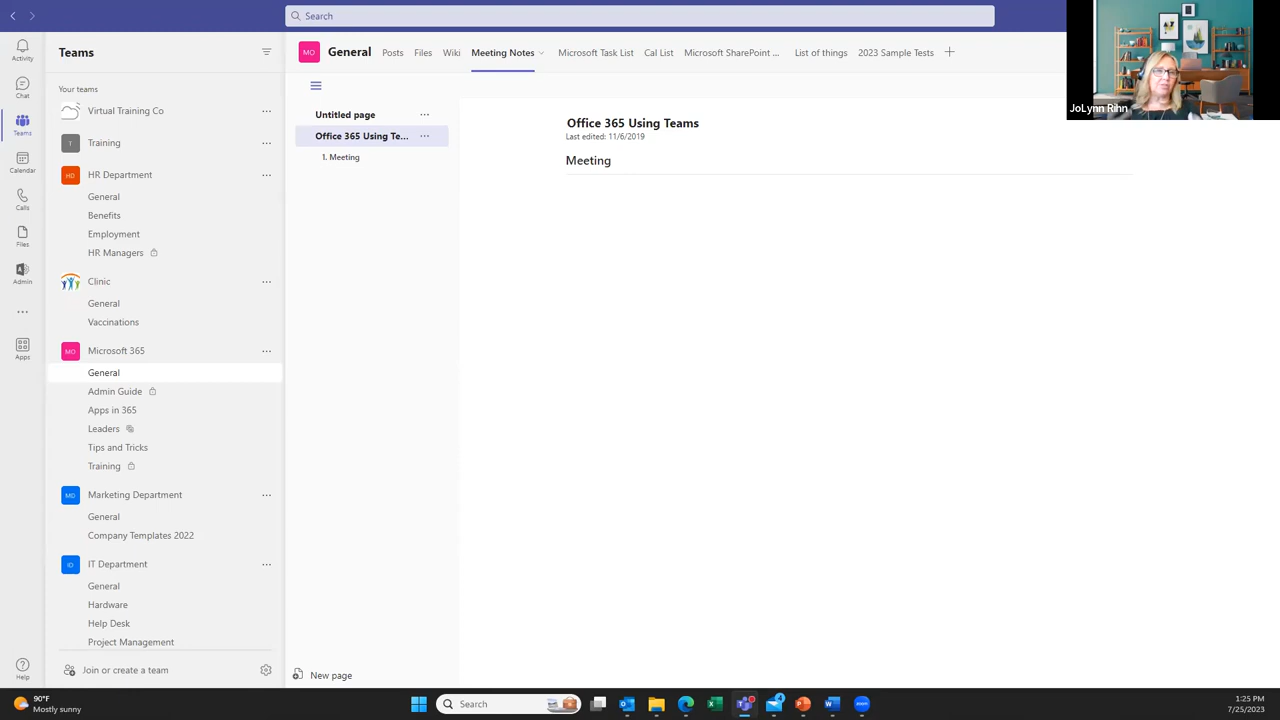 Search
Activity
Chat
Teams
Calendar
Calls
Files
Admin
Apps
Help
Teams
Your teams
Virtual Training Co
T
Training
HD
HR Department
General
Benefits
Employment
HR Managers
Clinic
General
Vaccinations
MO
Microsoft 365
General
Admin Guide
Apps in 365
Leaders
Tips and Tricks
Training
MD
Marketing Department
General
Company Templates 2022
ID
IT Department
General
Hardware
Help Desk
Project Management
Join or create a team
MO
General
Posts
Files
Wiki
Meeting Notes
Microsoft Task List
Cal List
Microsoft SharePoint ...
List of things
2023 Sample Tests
Untitled page
Office 365 Using Te...
1. Meeting
New page
Office 365 Using Teams
Last edited: 11/6/2019
Meeting
JoLynn Rihn
90°F
Mostly sunny
Search
1:25 PM
7/25/2023